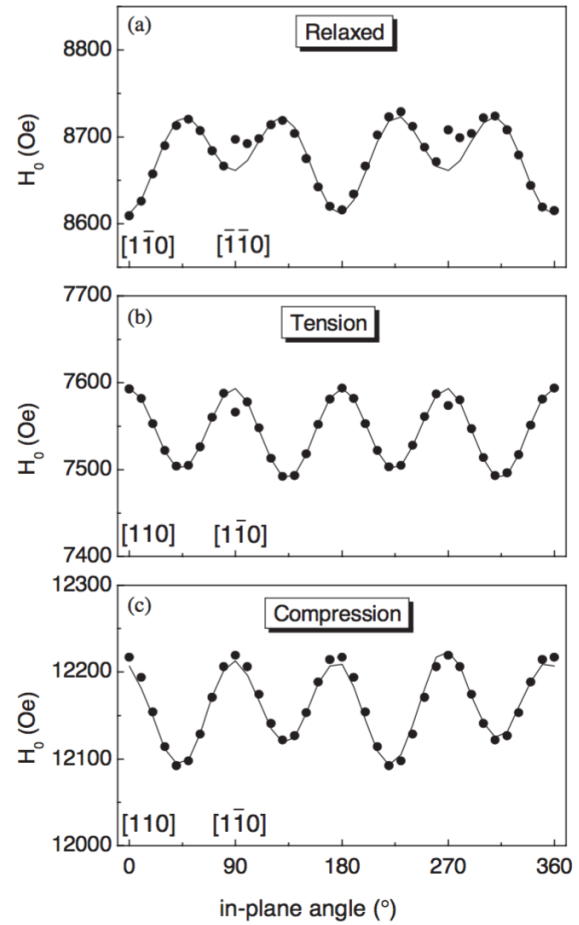 (a)
Relaxed
8800
8700
8600
H₀ (Oe)
[11̄0]
[1̄1̄0]
(b)
Tension
7700
7600
7500
7400
H₀ (Oe)
[110]
[11̄0]
(c)
Compression
12300
12200
12100
12000
H₀ (Oe)
[110]
[11̄0]
0 90 180 270 360
in-plane angle (°)